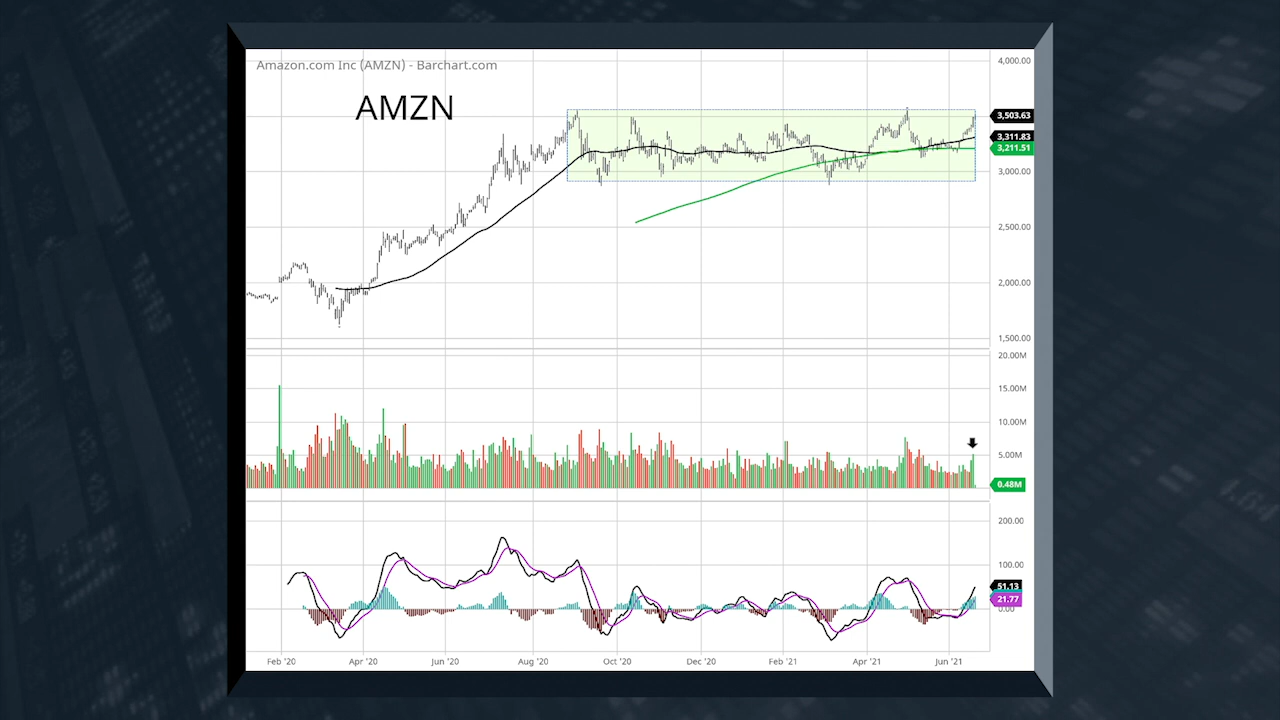 Amazon.com Inc (AMZN) - Barchart.com
AMZN
4,000.00
3,503.63
3,311.83
3,211.51
3,000.00
2,500.00
2,000.00
1,500.00
20.00M
15.00M
10.00M
5.00M
0.48M
200.00
100.00
51.13
21.77
0.00
Feb '20 Apr '20 Jun '20 Aug '20 Oct '20 Dec '20 Feb '21 Apr '21 Jun '21